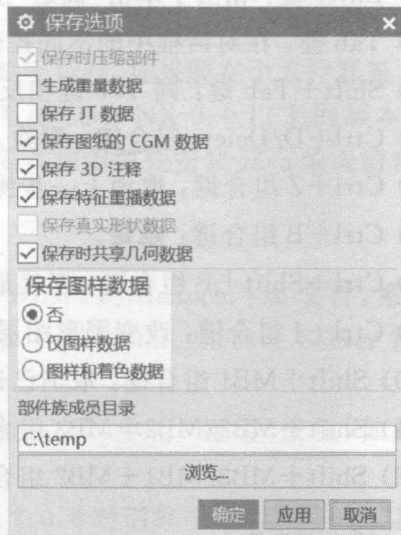 保存选项
保存时压缩部件
生成重量数据
保存 JT 数据
保存图纸的 CGM 数据
保存 3D 注释
保存特征重播数据
保存真实形状数据
保存时共享几何数据
保存图样数据
否
仅图样数据
图样和着色数据
部件族成员目录
C:\temp
浏览...
确定 应用 取消